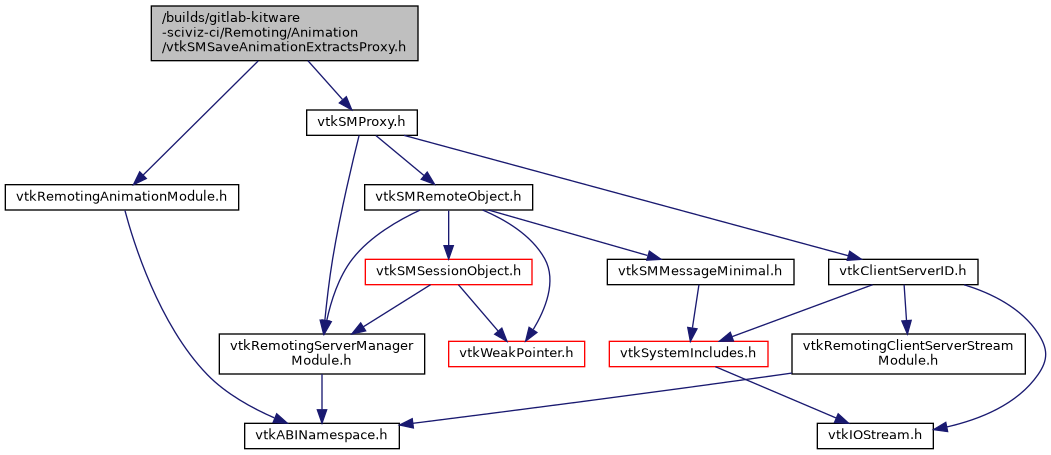 /builds/gitlab-kitware
-sciviz-ci/Remoting/Animation
/vtkSMSaveAnimationExtractsProxy.h
vtkSMProxy.h
vtkRemotingAnimationModule.h
vtkSMRemoteObject.h
vtkSMSessionObject.h
vtkSMMessageMinimal.h
vtkClientServerID.h
vtkRemotingServerManager
Module.h
vtkWeakPointer.h
vtkSystemIncludes.h
vtkRemotingClientServerStream
Module.h
vtkABINamespace.h
vtkIOStream.h